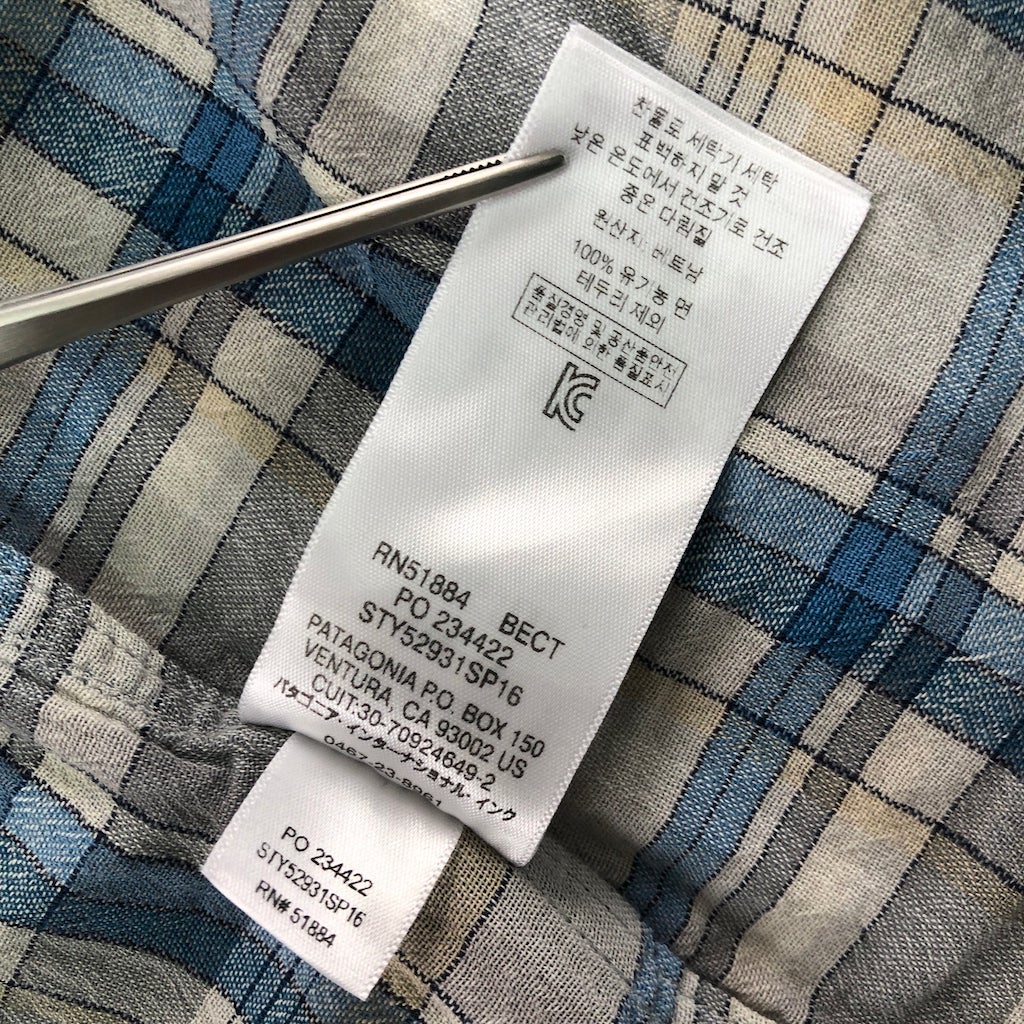 찬물로 세탁기 세탁
표백하지 말 것
낮은 온도에서 건조기로 건조
중온 다림질
원산지: 베트남
100% 유기농 면
테두리 제외
품질경영 및 공산품안전
관리법에 의한 품질표시
KC
RN51884 BECT
PO 234422
STY52931SP16
PATAGONIA P.O. BOX 150
VENTURA, CA 93002 US
CUIT:30-70924649-2
パタゴニア・インターナショナル・インク
0467-23-8961
PO 234422
STY52931SP16
RN# 51884